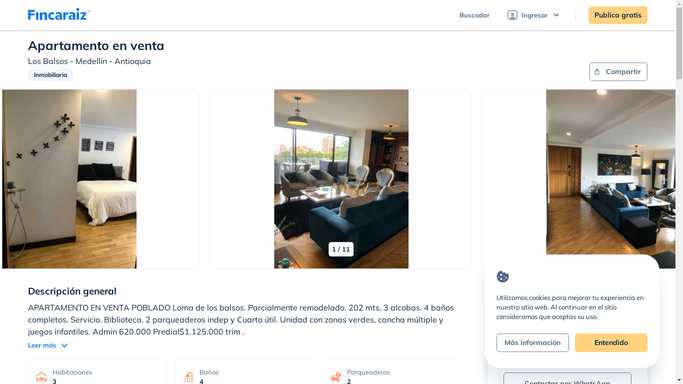 Fincaraiz
Buscador
Ingresar
Publica gratis
Apartamento en venta
Los Balsos - Medellín - Antioquia
Inmobiliaria
Compartir
1 / 11
Descripción general
APARTAMENTO EN VENTA POBLADO Loma de los balsos. Parcialmente remodelado. 202 mts. 3 alcobas. 4 baños
completos. Servicio. Biblioteca. 2 parqueaderos indep y Cuarto útil. Unidad con zonas verdes, cancha múltiple y
juegos infantiles. Admin 620.000 Predial$1.125.000 trim .
Leer más
Habitaciones
3
Baños
4
Parqueaderos
2
Utilizamos cookies para mejorar tu experiencia en
nuestro sitio web. Al continuar en el sitio
consideramos que aceptas su uso.
Más información
Entendido
Contactar por WhatsApp